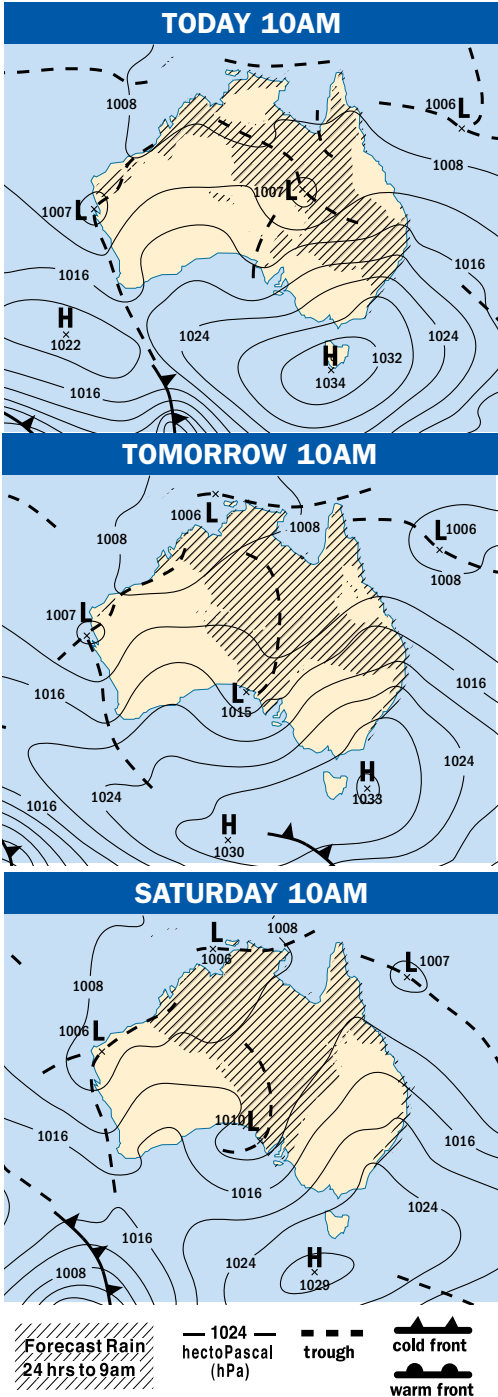 TODAY 10AM
1008
1006 L
1008
1007 L
1007 L
1016
1016
H
1022
1024
1024
H
1032
1034
1016
TOMORROW 10AM
1006 L
1008
L 1006
1008
1008
1007 L
1016
1016
L
1015
1024
H
1033
1024
1016
H
1030
SATURDAY 10AM
L
1008
1006
L 1007
1008
1006 L
1010 L
1016
1016
1016
1024
1016
1024
H
1029
1008
Forecast Rain
24 hrs to 9am
1024
hectoPascal
(hPa)
trough
cold front
warm front